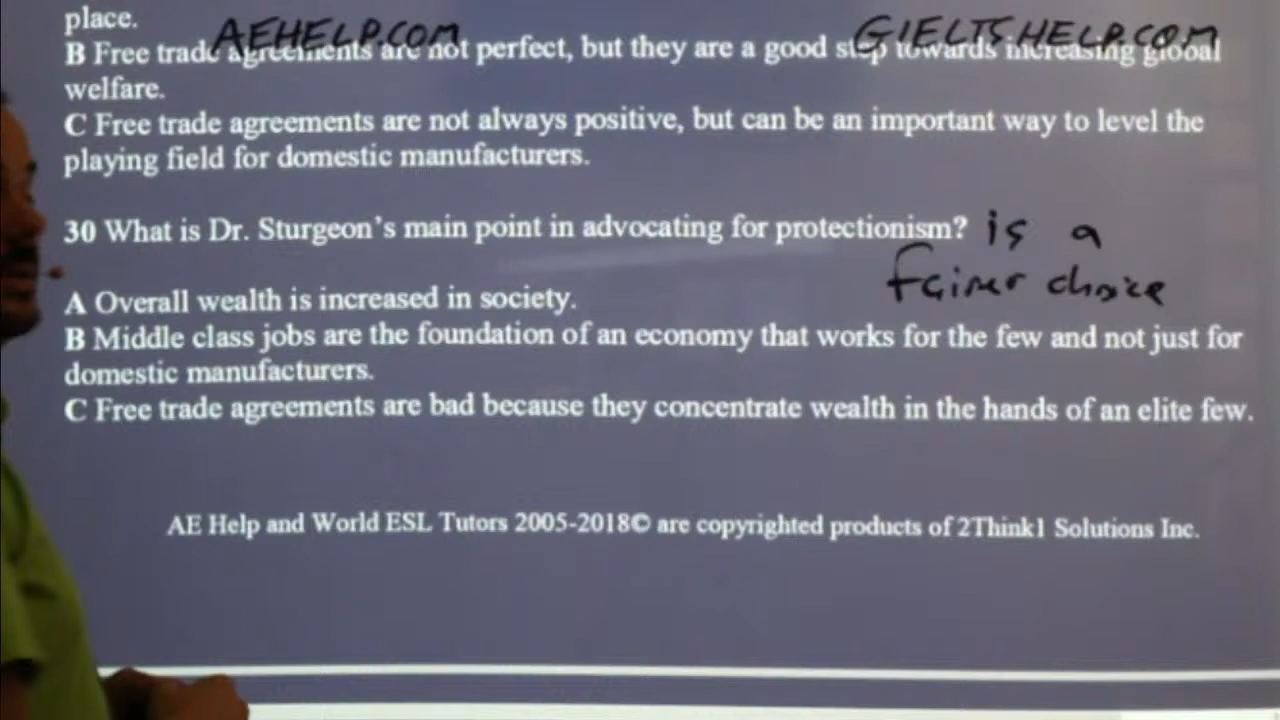 place.
AEHELP.COM
GIELTSHELP.COM
B Free trade agreements are not perfect, but they are a good step towards increasing global
welfare.
C Free trade agreements are not always positive, but can be an important way to level the
playing field for domestic manufacturers.
30 What is Dr. Sturgeon's main point in advocating for protectionism? is a
fairer choice
A Overall wealth is increased in society.
B Middle class jobs are the foundation of an economy that works for the few and not just for
domestic manufacturers.
C Free trade agreements are bad because they concentrate wealth in the hands of an elite few.
AE Help and World ESL Tutors 2005-2018© are copyrighted products of 2Think1 Solutions Inc.